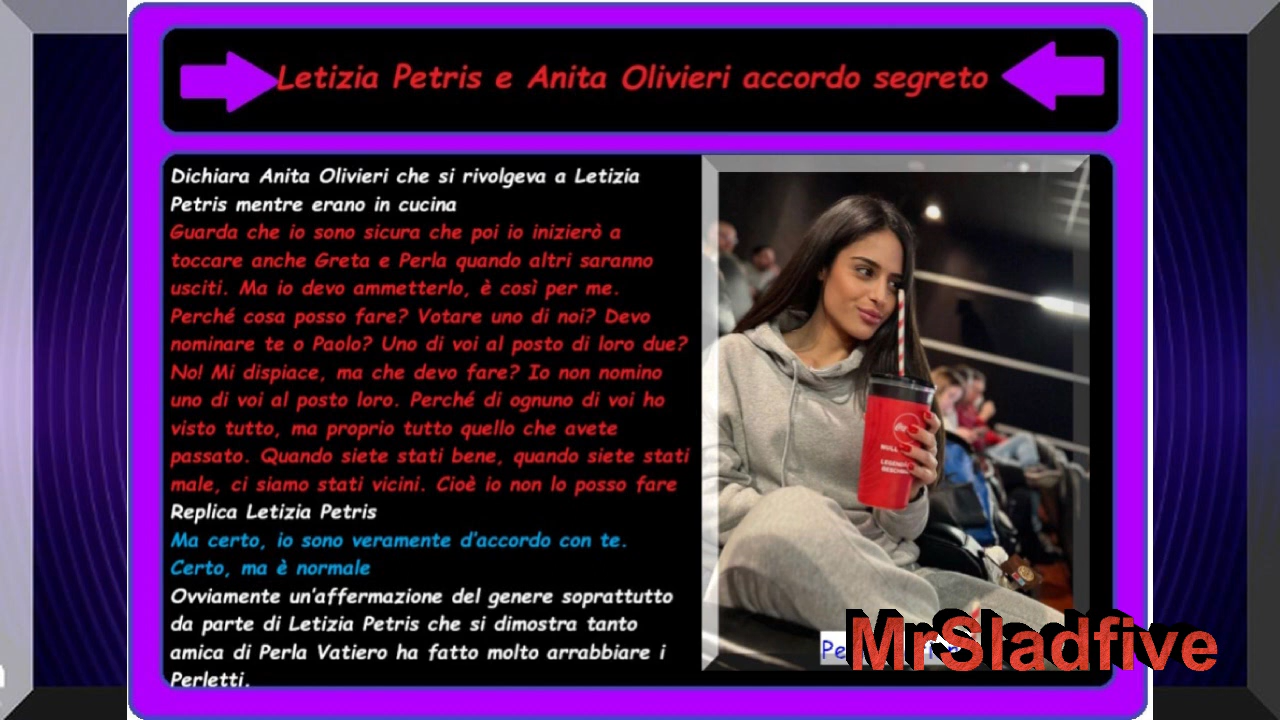 Letizia Petris e Anita Olivieri accordo segreto
Dichiara Anita Olivieri che si rivolgeva a Letizia
Petris mentre erano in cucina
Guarda che io sono sicura che poi io inizierò a
toccare anche Greta e Perla quando altri saranno
usciti. Ma io devo ammetterlo, è così per me.
Perché cosa posso fare? Votare uno di noi? Devo
nominare te o Paolo? Uno di voi al posto di loro due?
No! Mi dispiace, ma che devo fare? Io non nomino
uno di voi al posto loro. Perché di ognuno di voi ho
visto tutto, ma proprio tutto quello che avete
passato. Quando siete stati bene, quando siete stati
male, ci siamo stati vicini. Cioè io non lo posso fare
Replica Letizia Petris
Ma certo, io sono veramente d'accordo con te.
Certo, ma è normale
Ovviamente un'affermazione del genere soprattutto
da parte di Letizia Petris che si dimostra tanto
amica di Perla Vatiero ha fatto molto arrabbiare i
Perletti.
MrSladfive